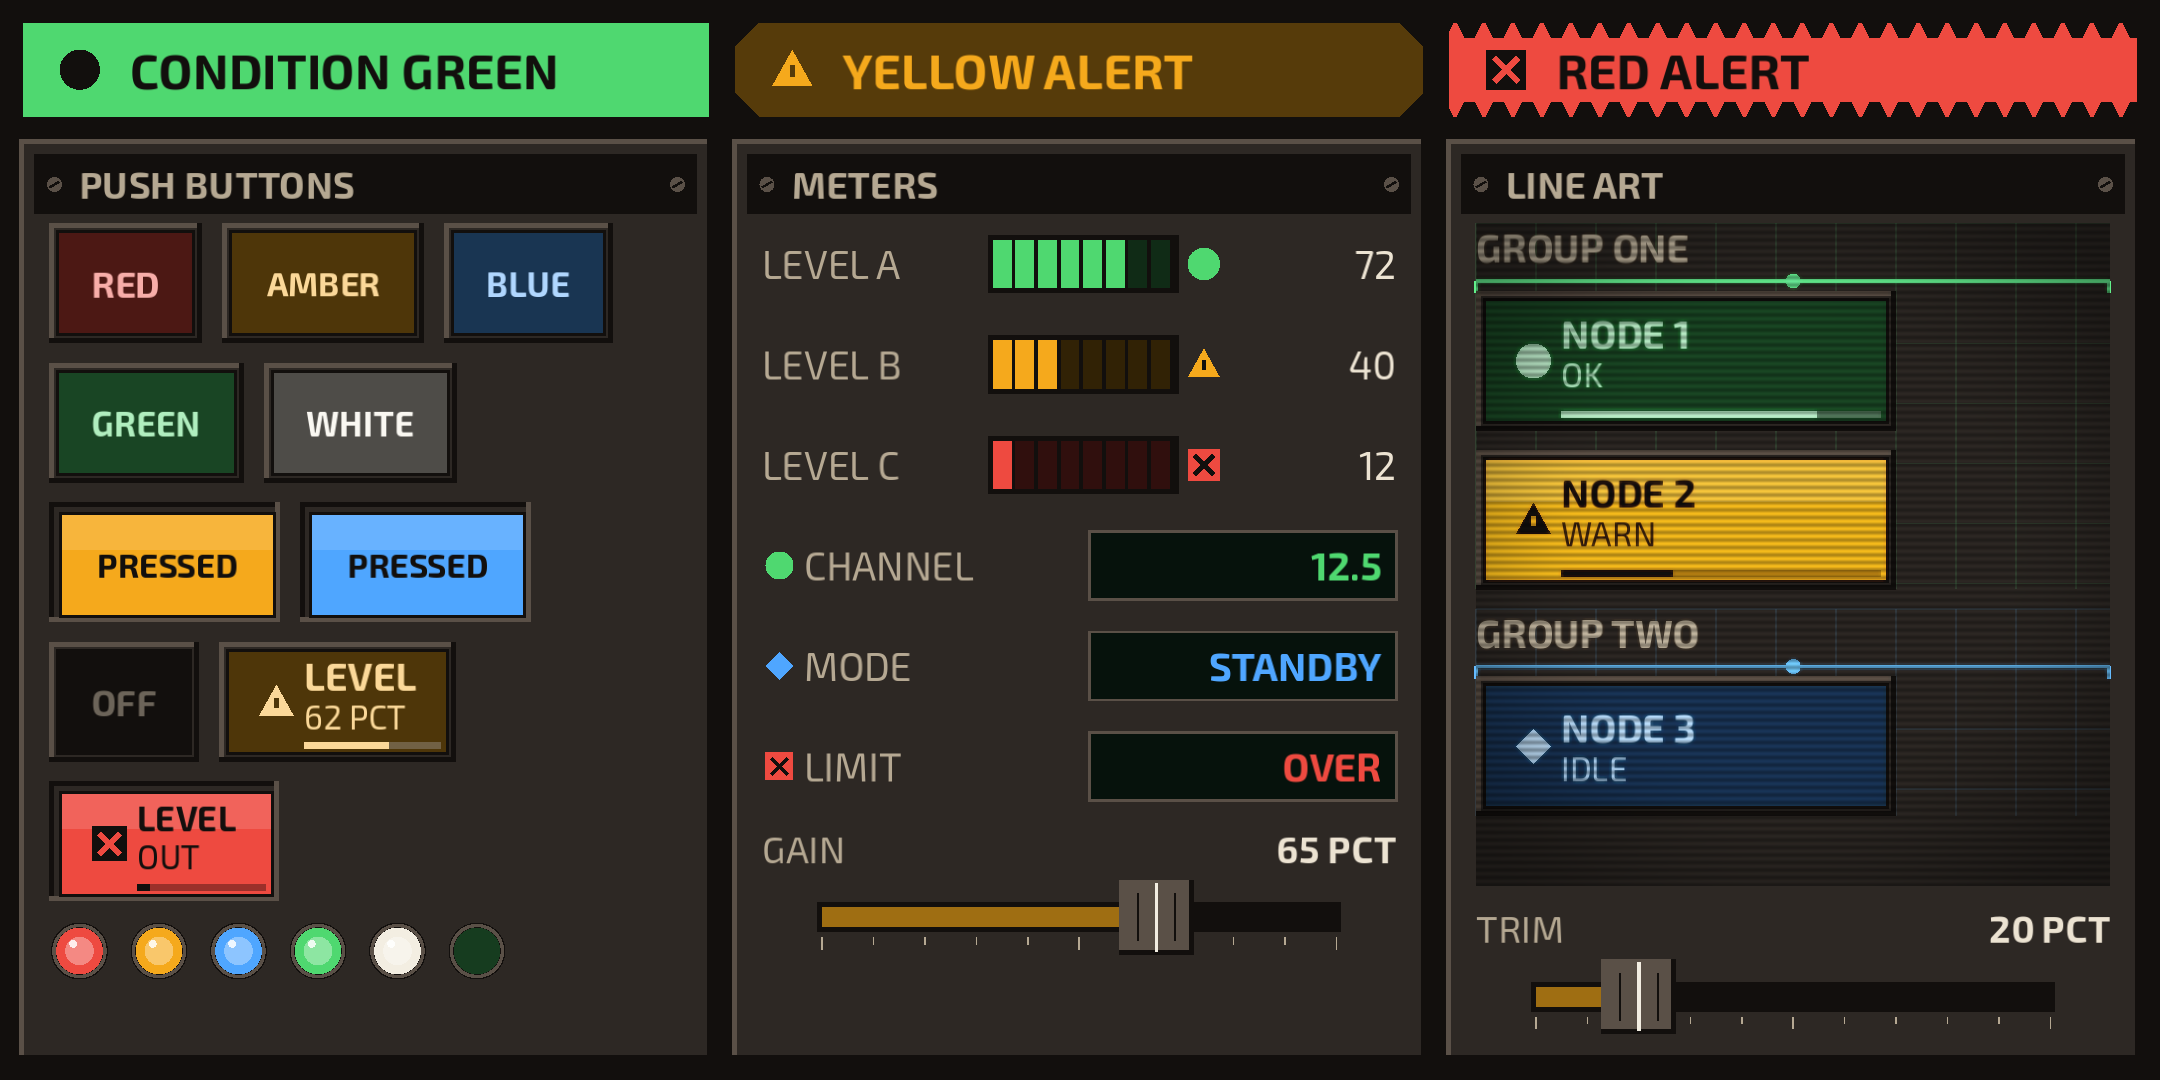 CONDITION GREEN
YELLOW ALERT
RED ALERT
PUSH BUTTONS
RED
AMBER
BLUE
GREEN
WHITE
PRESSED
PRESSED
OFF
LEVEL
62 PCT
LEVEL
OUT
METERS
LEVEL A 72
LEVEL B 40
LEVEL C 12
CHANNEL 12.5
MODE STANDBY
LIMIT OVER
GAIN 65 PCT
LINE ART
GROUP ONE
NODE 1
OK
NODE 2
WARN
GROUP TWO
NODE 3
IDLE
TRIM 20 PCT